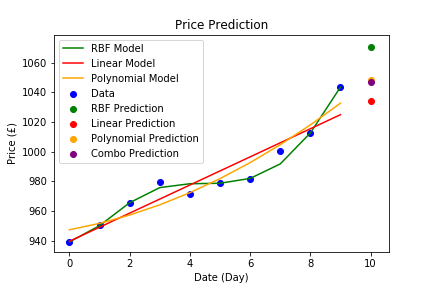 Price Prediction
RBF Model
Linear Model
Polynomial Model
Data
RBF Prediction
Linear Prediction
Polynomial Prediction
Combo Prediction
Price (£)
1060
1040
1020
1000
980
960
940
0 2 4 6 8 10
Date (Day)